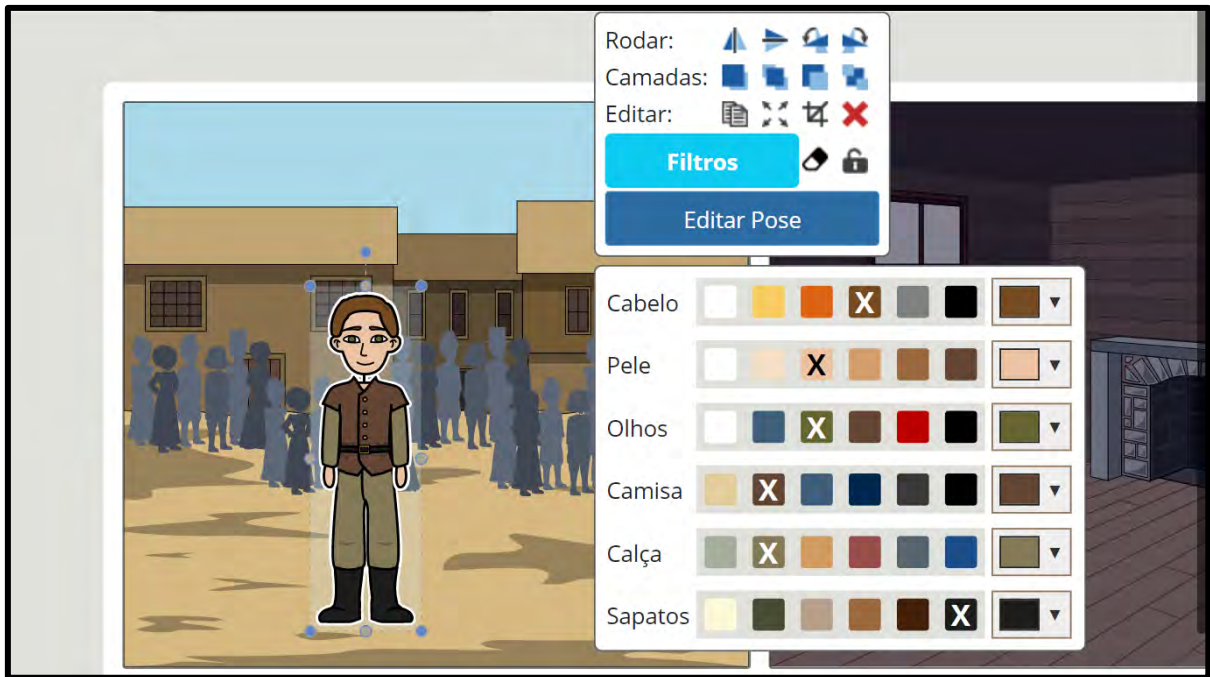 Rodar:
Camadas:
Editar:
Filtros
Editar Pose
Cabelo X
Pele X
Olhos X
Camisa X
Calça X
Sapatos X